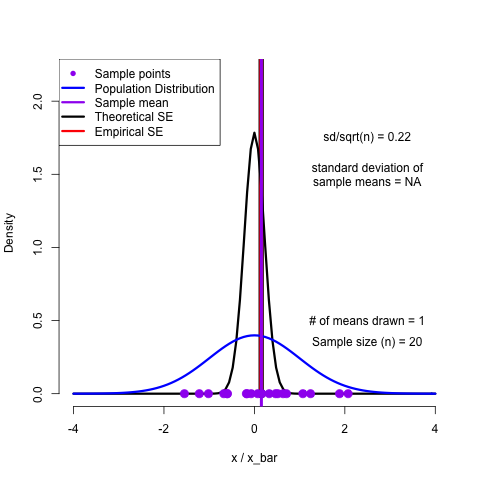 Sample points
Population Distribution
Sample mean
Theoretical SE
Empirical SE
sd/sqrt(n) = 0.22
standard deviation of
sample means = NA
# of means drawn = 1
Sample size (n) = 20
Density
0.0
0.5
1.0
1.5
2.0
-4
-2
0
2
4
x / x_bar